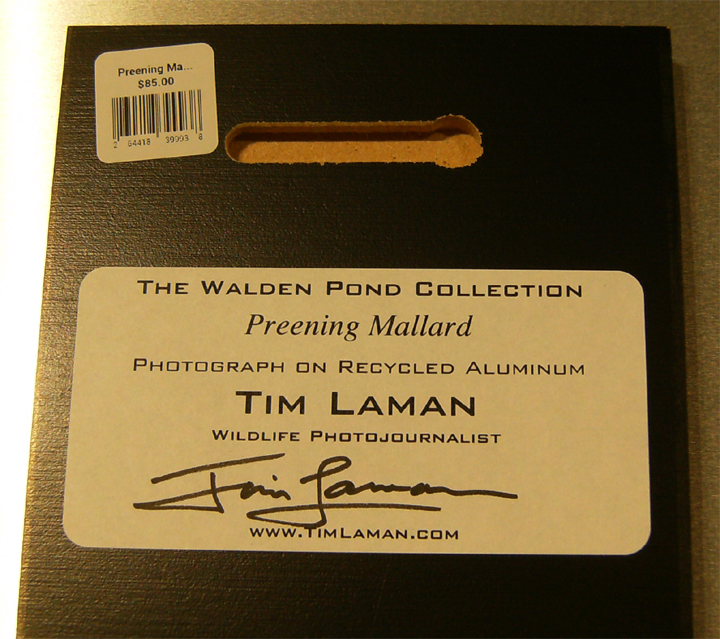 Preening Ma...
$85.00
2 64418 39993 8
THE WALDEN POND COLLECTION
Preening Mallard
PHOTOGRAPH ON RECYCLED ALUMINUM
TIM LAMAN
WILDLIFE PHOTOJOURNALIST
Tim Laman
WWW.TIMLAMAN.COM